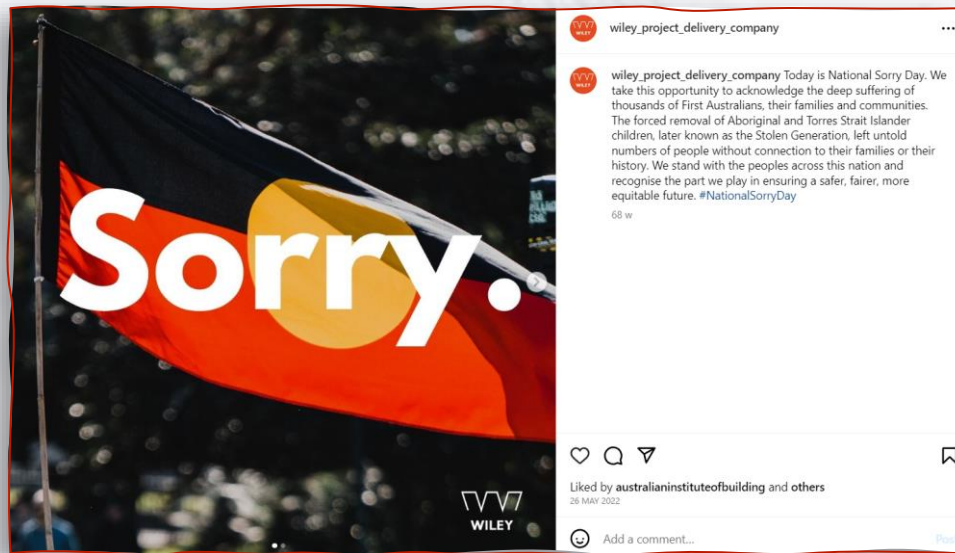 Sorry.
WILEY
WILEY
wiley_project_delivery_company
WILEY
wiley_project_delivery_company Today is National Sorry Day. We
take this opportunity to acknowledge the deep suffering of
thousands of First Australians, their families and communities.
The forced removal of Aboriginal and Torres Strait Islander
children, later known as the Stolen Generation, left untold
numbers of people without connection to their families or their
history. We stand with the peoples across this nation and
recognise the part we play in ensuring a safer, fairer, more
equitable future. #NationalSorryDay
68 w
Liked by australianinstituteofbuilding and others
26 MAY 2022
Add a comment...
Pos